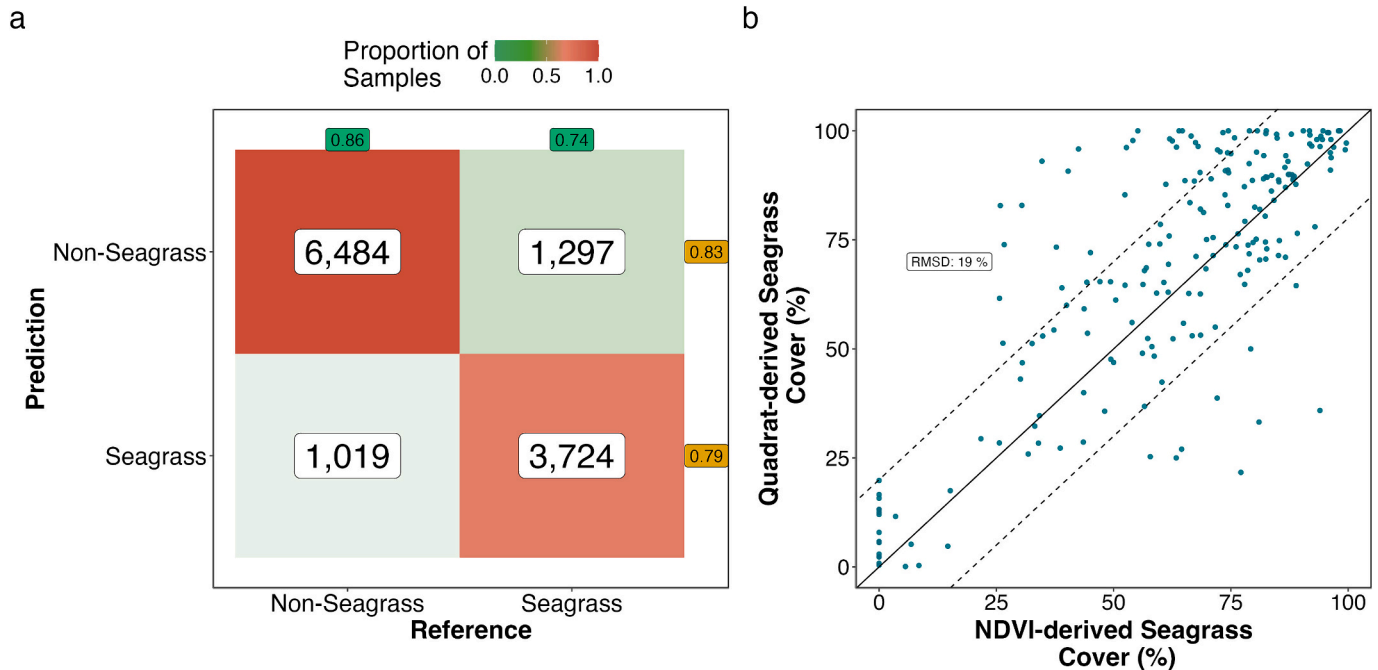 a
Proportion of
Samples
0.0 0.5 1.0
0.86 0.74
Non-Seagrass 6,484 1,297 0.83
Seagrass 1,019 3,724 0.79
Prediction
Non-Seagrass Seagrass
Reference
b
100
75
50
25
0
RMSD: 19 %
Quadrat-derived Seagrass
Cover (%)
0 25 50 75 100
NDVI-derived Seagrass
Cover (%)